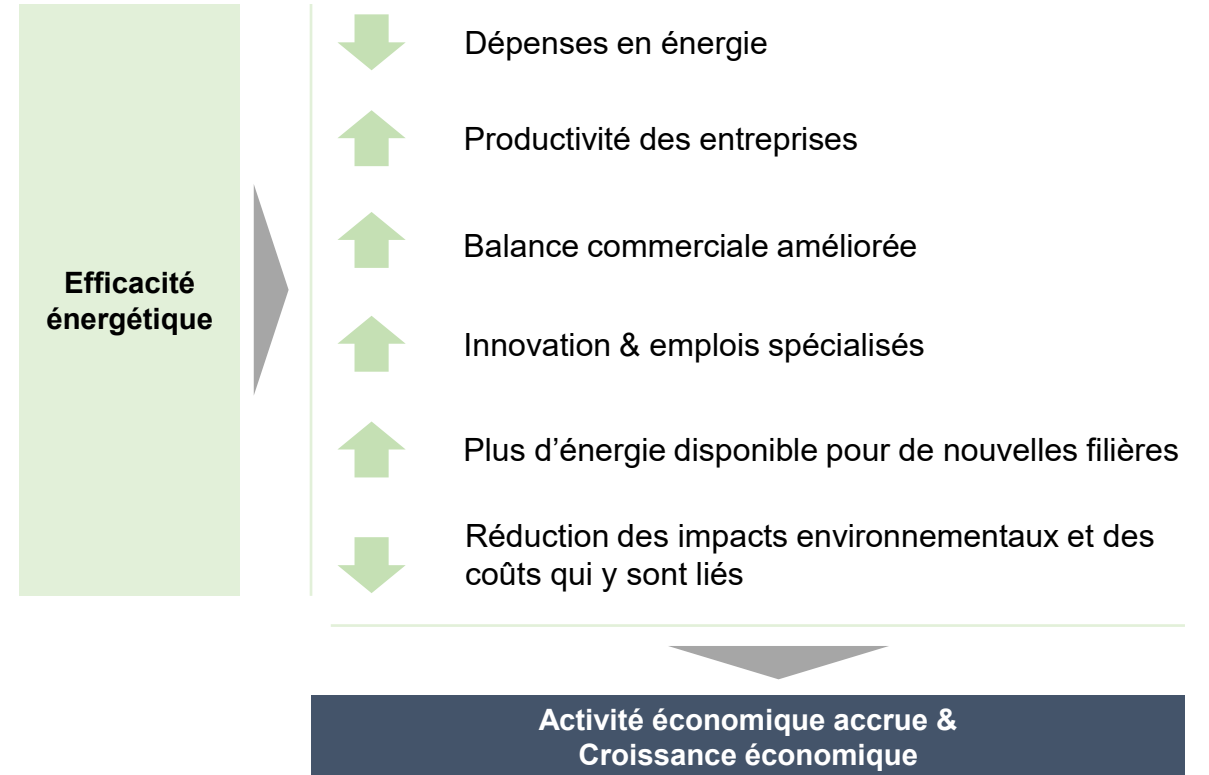 Efficacité
énergétique
Dépenses en énergie
Productivité des entreprises
Balance commerciale améliorée
Innovation & emplois spécialisés
Plus d’énergie disponible pour de nouvelles filières
Réduction des impacts environnementaux et des
coûts qui y sont liés
Activité économique accrue &
Croissance économique